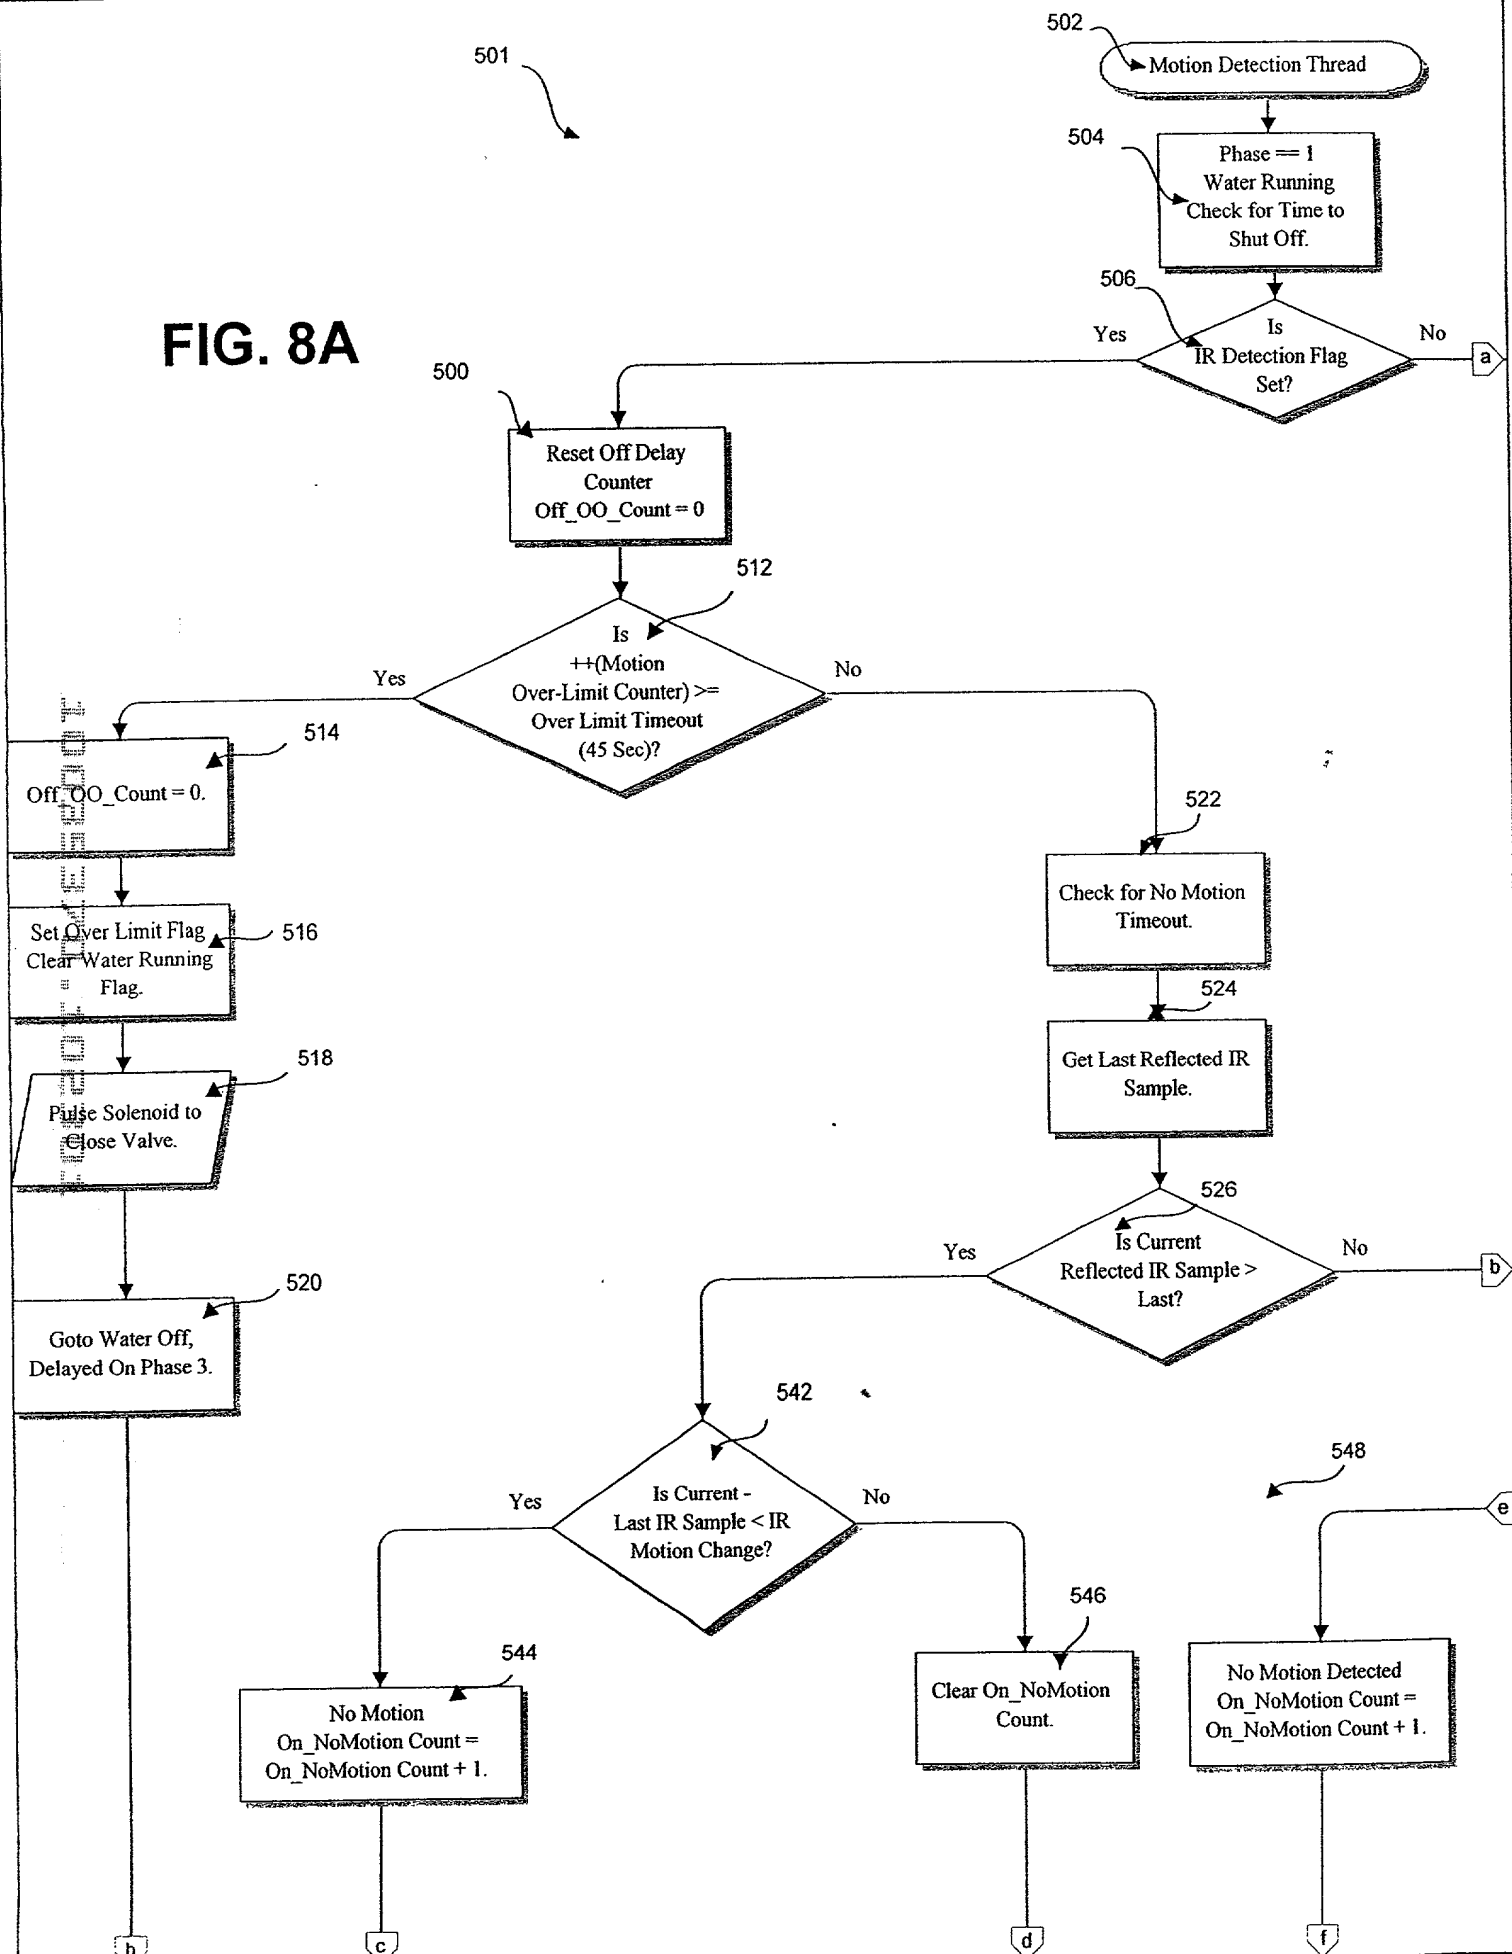 501
502
Motion Detection Thread
504
Phase == 1
Water Running
Check for Time to
Shut Off.
506
Is
IR Detection Flag
Set?
Yes
No
a
FIG. 8A
500
Reset Off Delay
Counter
Off_OO_Count = 0
512
Is
++(Motion
Over-Limit Counter) >=
Over Limit Timeout
(45 Sec)?
Yes
No
514
Off_OO_Count = 0.
522
Check for No Motion
Timeout.
516
Set Over Limit Flag
Clear Water Running
Flag.
524
Get Last Reflected IR
Sample.
518
Pulse Solenoid to
Close Valve.
526
Is Current
Reflected IR Sample >
Last?
Yes
No
b
520
Goto Water Off,
Delayed On Phase 3.
542
Is Current -
Last IR Sample < IR
Motion Change?
Yes
No
548
e
544
No Motion
On_NoMotion Count =
On_NoMotion Count + 1.
546
Clear On_NoMotion
Count.
No Motion Detected
On_NoMotion Count =
On_NoMotion Count + 1.
h
c
d
f